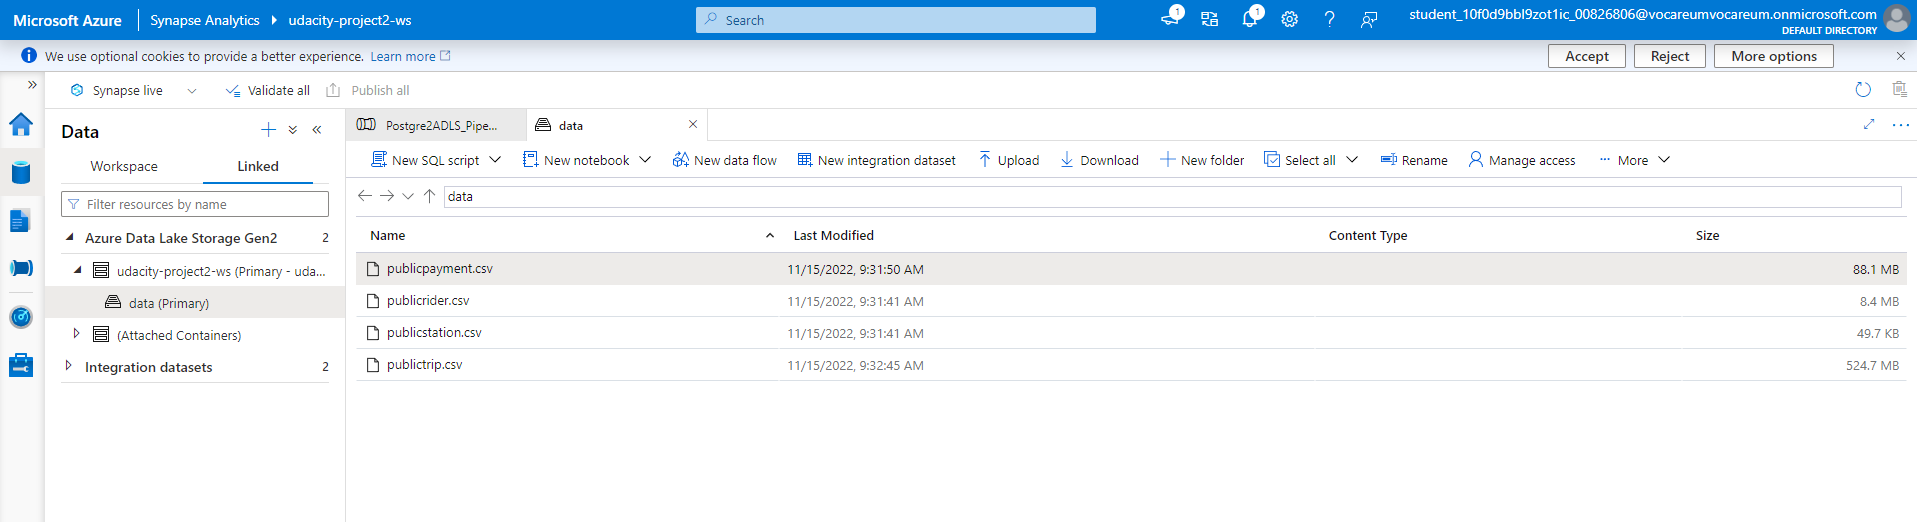 Microsoft Azure Synapse Analytics udacity-project2-ws Search 1 1 student_10f0d9bbl9zot1ic_00826806@vocareumvocareum.onmicrosoft.com
DEFAULT DIRECTORY
We use optional cookies to provide a better experience. Learn more Accept Reject More options
Synapse live Validate all Publish all
Data
Workspace Linked
Filter resources by name
Azure Data Lake Storage Gen2 2
udacity-project2-ws (Primary - uda...
data (Primary)
(Attached Containers)
Integration datasets 2
Postgre2ADLS_Pipe... data
New SQL script New notebook New data flow New integration dataset Upload Download New folder Select all Rename Manage access More
data
Name Last Modified Content Type Size
publicpayment.csv 11/15/2022, 9:31:50 AM 88.1 MB
publicrider.csv 11/15/2022, 9:31:41 AM 8.4 MB
publicstation.csv 11/15/2022, 9:31:41 AM 49.7 KB
publictrip.csv 11/15/2022, 9:32:45 AM 524.7 MB